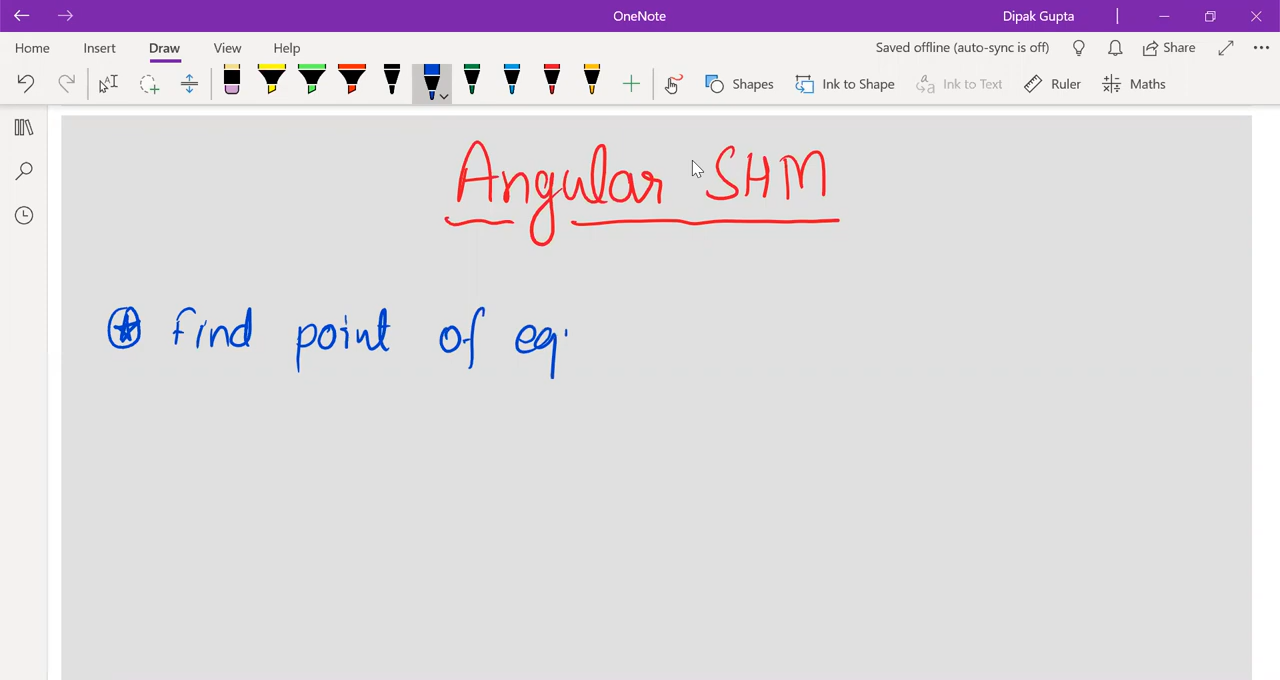 OneNote
Dipak Gupta
Home Insert Draw View Help
Saved offline (auto-sync is off) Share
Shapes Ink to Shape Ink to Text Ruler Maths
Angular SHM
find point of eq.